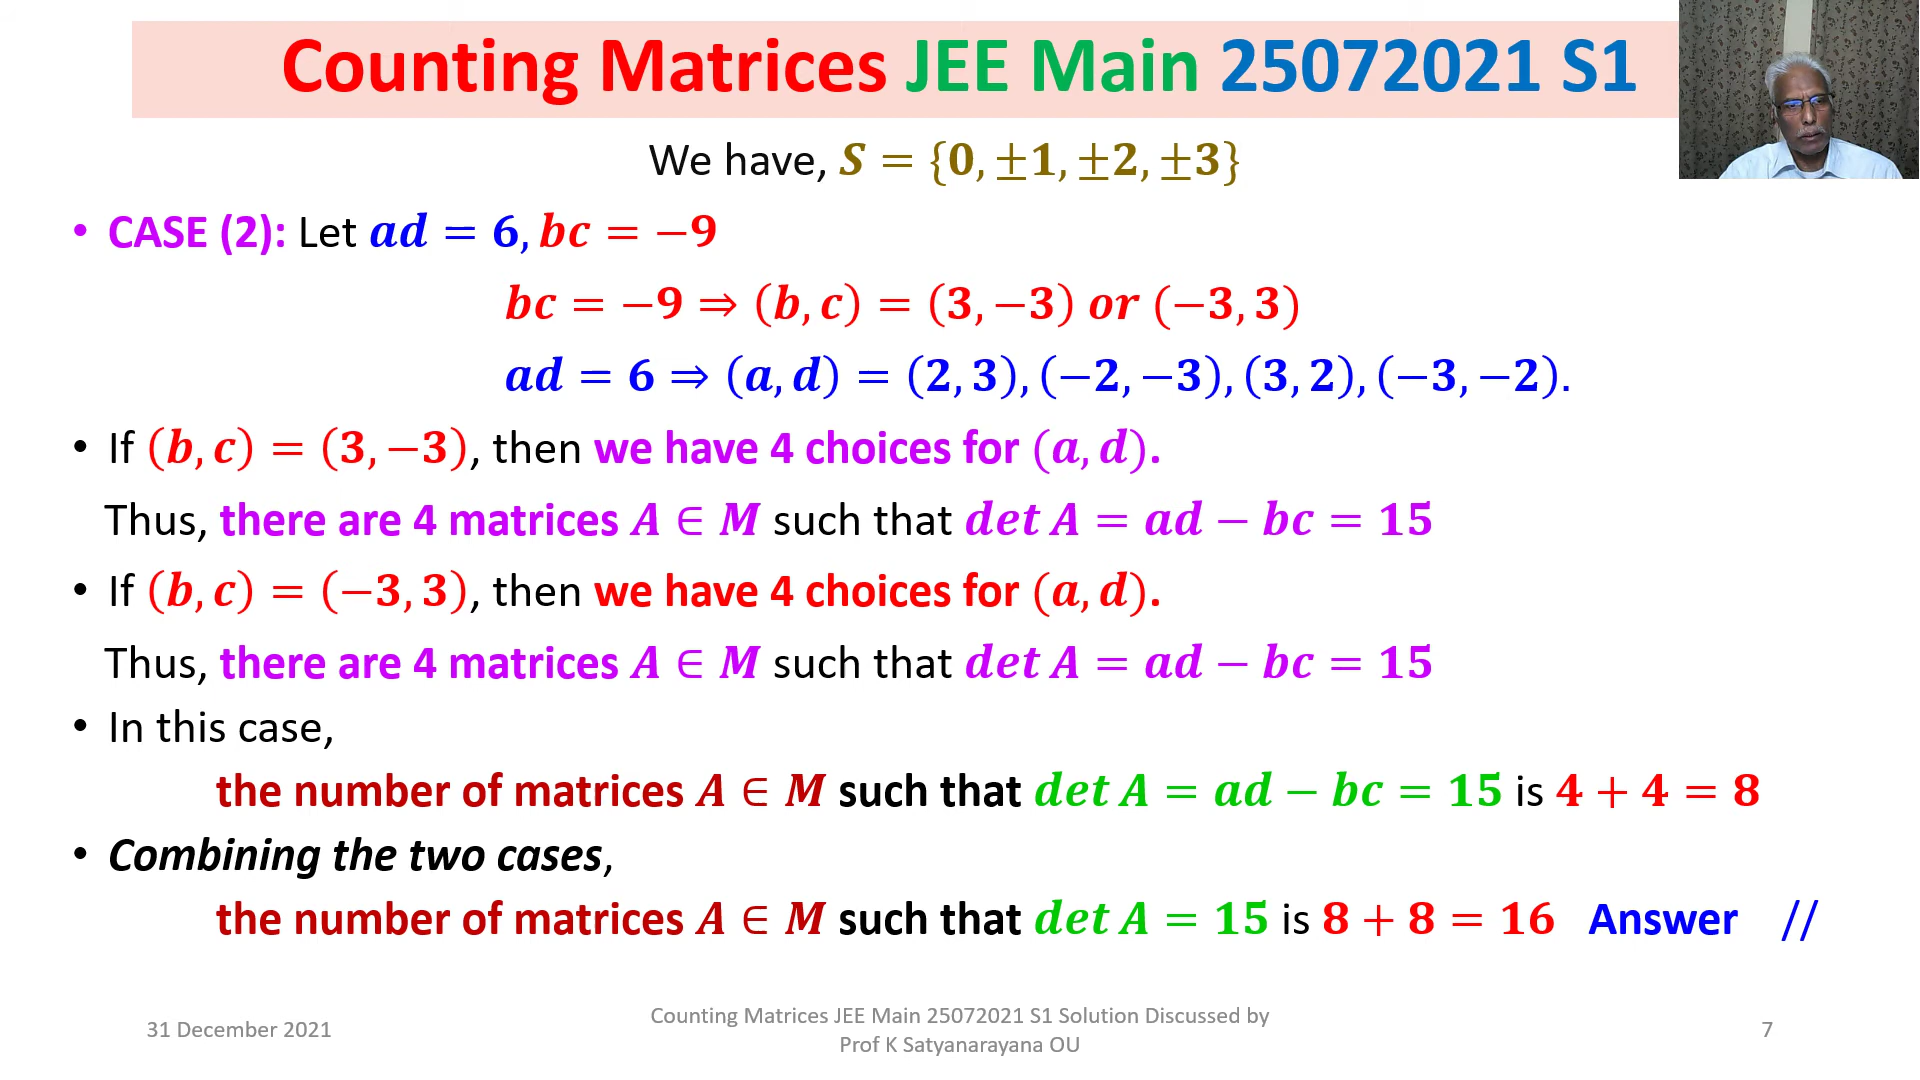 Counting Matrices JEE Main 25072021 S1
We have, S = {0, ±1, ±2, ±3}
• CASE (2): Let ad = 6, bc = −9
bc = −9 ⇒ (b, c) = (3, −3) or (−3, 3)
ad = 6 ⇒ (a, d) = (2, 3), (−2, −3), (3, 2), (−3, −2).
• If (b, c) = (3, −3), then we have 4 choices for (a, d).
Thus, there are 4 matrices A ∈ M such that det A = ad − bc = 15
• If (b, c) = (−3, 3), then we have 4 choices for (a, d).
Thus, there are 4 matrices A ∈ M such that det A = ad − bc = 15
• In this case,
the number of matrices A ∈ M such that det A = ad − bc = 15 is 4 + 4 = 8
• Combining the two cases,
the number of matrices A ∈ M such that det A = 15 is 8 + 8 = 16 Answer //
31 December 2021
Counting Matrices JEE Main 25072021 S1 Solution Discussed by
Prof K Satyanarayana OU
7